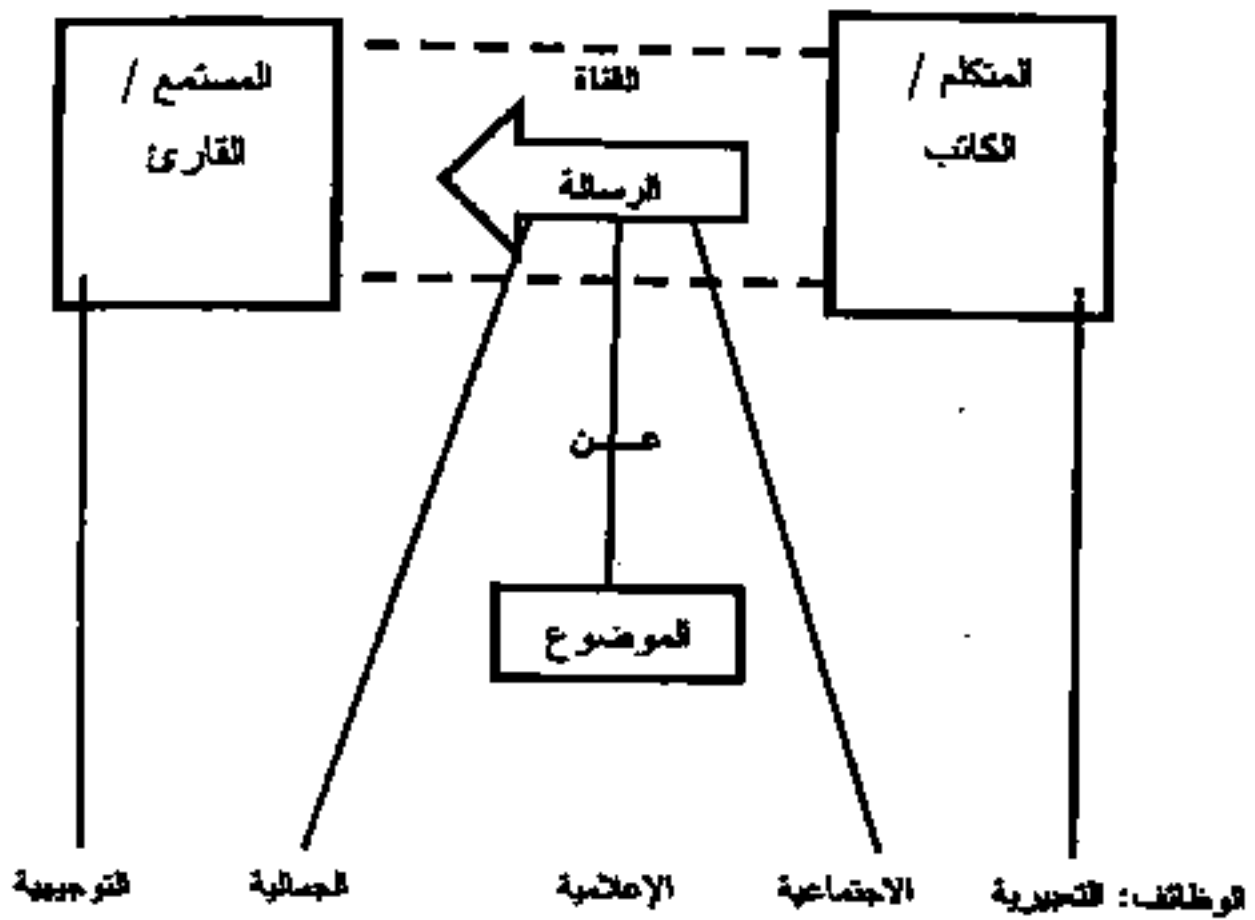 المتكلم /
الكاتب
القناة
الرسالة
المستمع /
القارئ
عن
الموضوع
الوظائف: التعبيرية
الاجتماعية
الإعلامية
الجمالية
التوجيهية